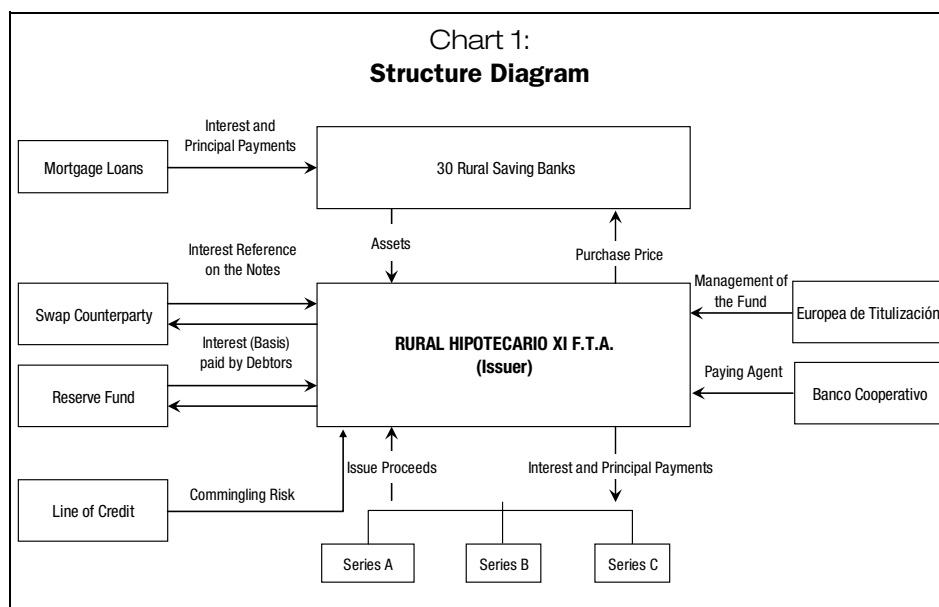 Chart 1:
Structure Diagram
Interest and
Principal Payments
Mortgage Loans
30 Rural Saving Banks
Assets
Purchase Price
Interest Reference
on the Notes
Swap Counterparty
Interest (Basis)
paid by Debtors
Reserve Fund
RURAL HIPOTECARIO XI F.T.A.
(Issuer)
Management of
the Fund
Europea de Titulización
Paying Agent
Banco Cooperativo
Issue Proceeds
Interest and Principal Payments
Commingling Risk
Line of Credit
Series A
Series B
Series C